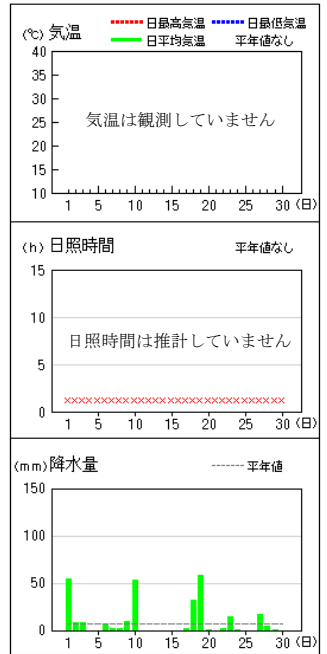 (℃) 気温 日最高気温 日最低気温
日平均気温 平年値なし
40
35
30
25
20
15
10
気温は観測していません
1 5 10 15 20 25 30 (日)
(h) 日照時間 平年値なし
15
10
5
0
日照時間は推計していません
1 5 10 15 20 25 30 (日)
(mm) 降水量 平年値
150
100
50
0
1 5 10 15 20 25 30 (日)